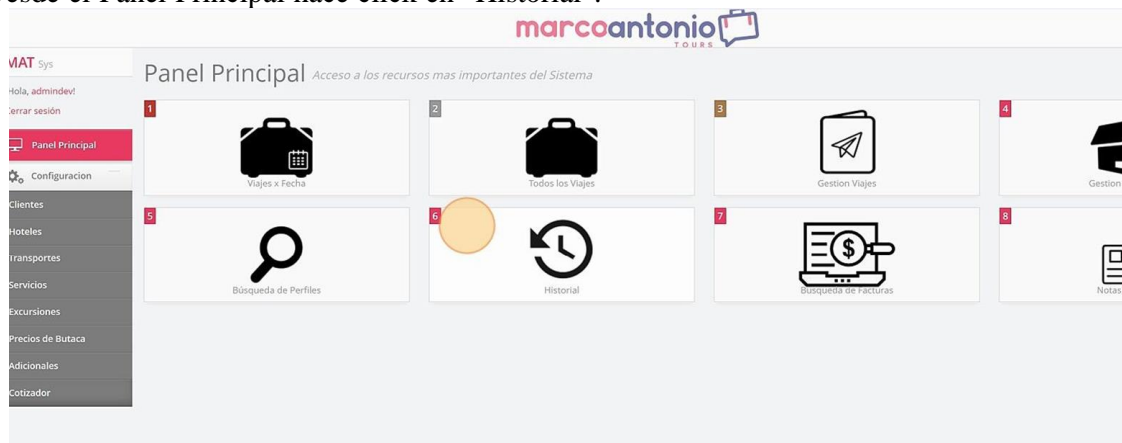 desde el Panel Principal hace click en "Historial".
marcoantonio
TOURS
MAT Sys
Hola, admindev!
Cerrar sesión
Panel Principal
Configuracion
Clientes
Hoteles
Transportes
Servicios
Excursiones
Precios de Butaca
Adicionales
Cotizador
Panel Principal Acceso a los recursos mas importantes del Sistema
1
Viajes x Fecha
2
Todos los Viajes
3
Gestion Viajes
4
Gestion
5
Búsqueda de Perfiles
6
Historial
7
Busqueda de Facturas
8
Notas